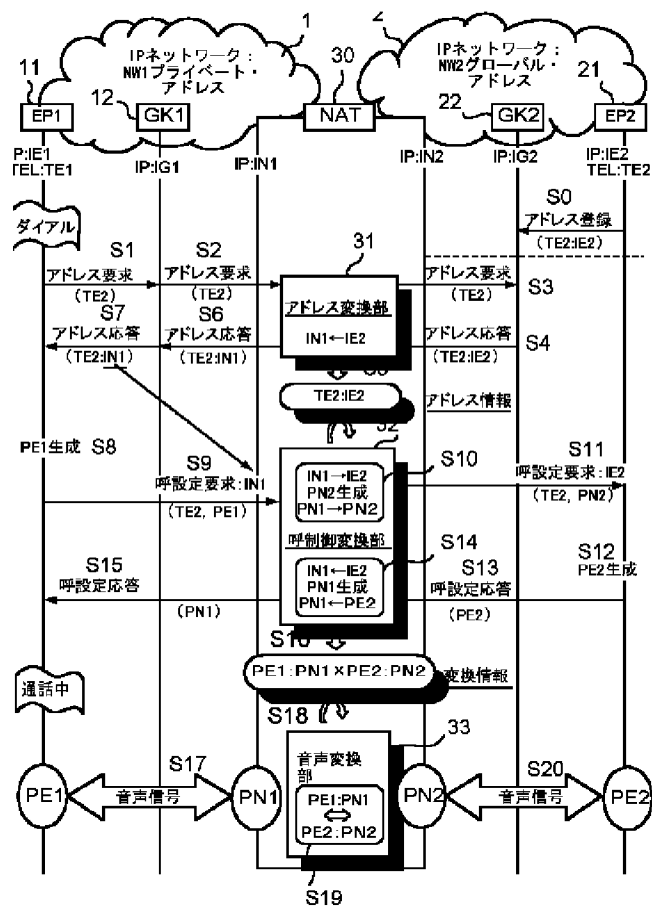 1
2
IPネットワーク：
NW1プライベート・
アドレス
IPネットワーク：
NW2グローバル・
アドレス
11
12
30
22
21
EP1
GK1
NAT
GK2
EP2
P:IE1
TEL:TE1
IP:IG1
IP:IN1
IP:IN2
IP:IG2
IP:IE2
TEL:TE2
ダイアル
S0
アドレス登録
(TE2:IE2)
S1
アドレス要求
(TE2)
S2
アドレス要求
(TE2)
31
アドレス変換部
IN1←IE2
アドレス要求
(TE2)
S3
S7
アドレス応答
(TE2:IN1)
S6
アドレス応答
(TE2:IN1)
アドレス応答
(TE2:IE2)
S4
TE2:IE2
アドレス情報
PE1生成
S8
S9
呼設定要求:IN1
(TE2, PE1)
IN1→IE2
PN2生成
PN1→PN2
S10
S11
呼設定要求:IE2
(TE2, PN2)
呼制御変換部
S12
PE2生成
S15
呼設定応答
(PN1)
IN1←IE2
PN1生成
PN1←PE2
S14
S13
呼設定応答
(PE2)
PE1:PN1×PE2:PN2
変換情報
通話中
S18
33
音声変換
部
PE1:PN1
⇔
PE2:PN2
S19
PE1
S17
音声信号
PN1
PN2
S20
音声信号
PE2